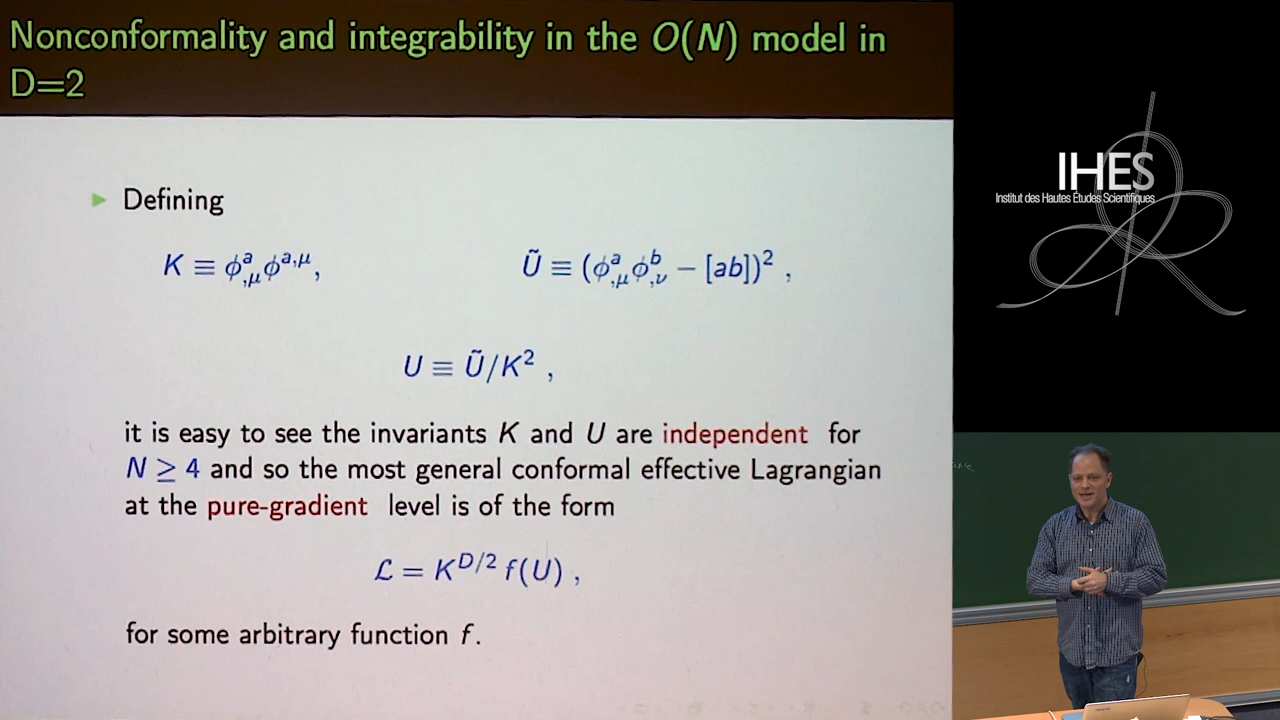 Nonconformality and integrability in the O(N) model in
D=2
▶ Defining
K ≡ ϕ^a_{,μ}ϕ^{a,μ}, Ũ ≡ (ϕ^a_{,μ}ϕ^b_{,ν} − [ab])² ,
U ≡ Ũ/K² ,
it is easy to see the invariants K and U are independent for
N ≥ 4 and so the most general conformal effective Lagrangian
at the pure-gradient level is of the form
ℒ = K^{D/2} f(U) ,
for some arbitrary function f.
IHES
Institut des Hautes Études Scientifiques